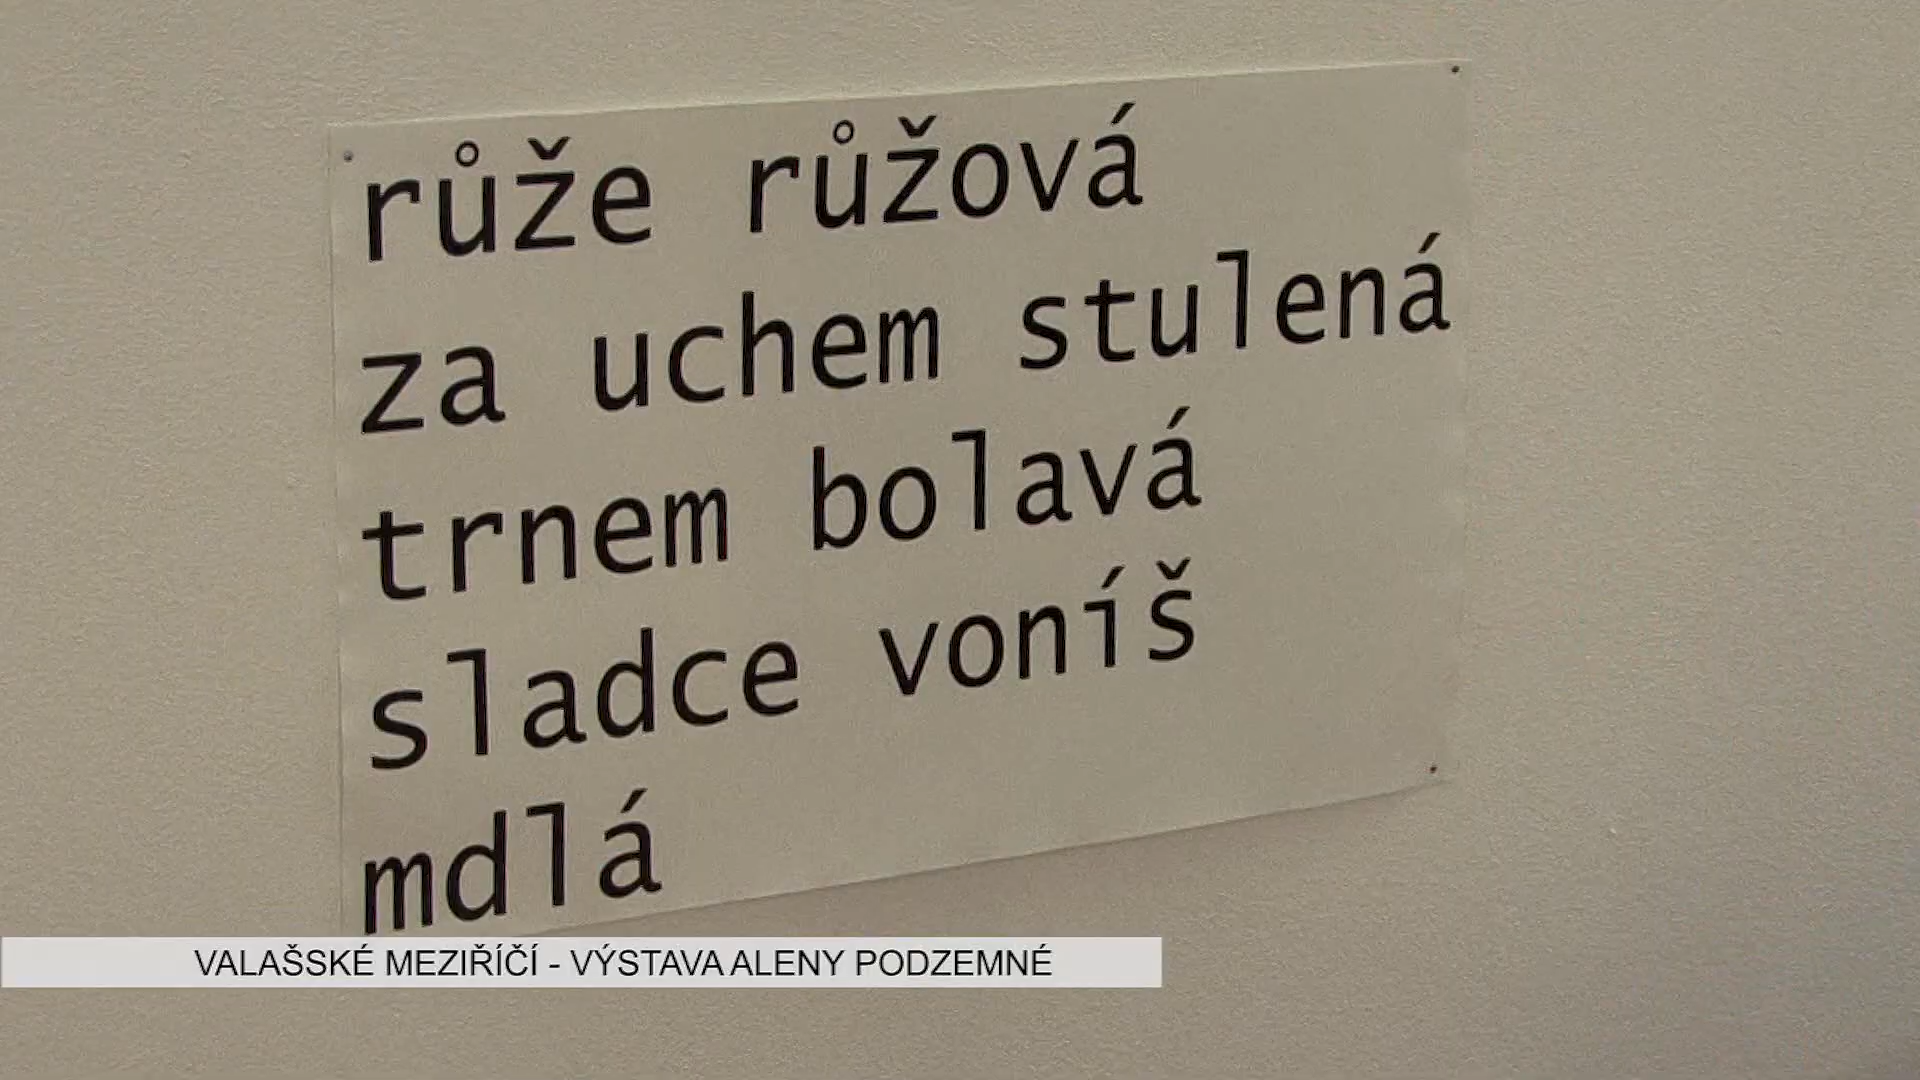 růže růžová
za uchem stulená
trnem bolavá
sladce voníš
mdlá
VALAŠSKÉ MEZIŘÍČÍ - VÝSTAVA ALENY PODZEMNÉ